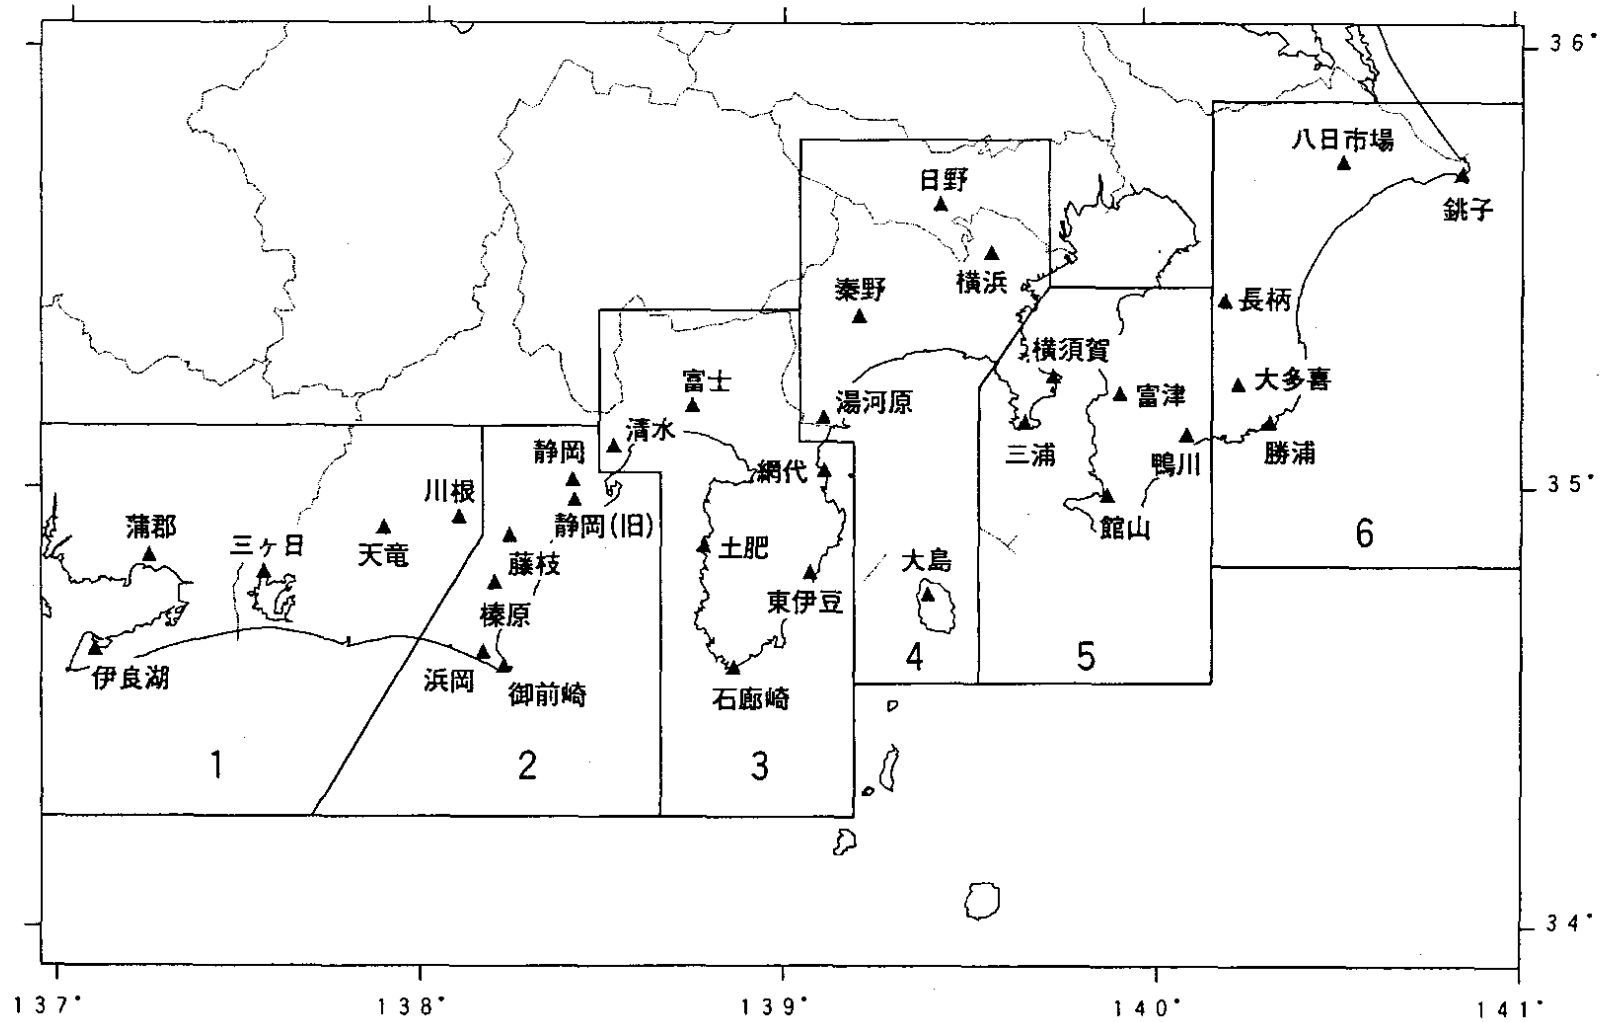 36°
八日市場
銚子
日野
横浜
秦野
長柄
横須賀
大多喜
富士
富津
湯河原
清水
静岡
三浦
鴨川
勝浦
網代
川根
35°
蒲郡
静岡(旧)
館山
6
三ヶ日
天竜
土肥
藤枝
大島
東伊豆
榛原
4
5
伊良湖
浜岡
御前崎
石廊崎
1
2
3
34°
137°
138°
139°
140°
141°